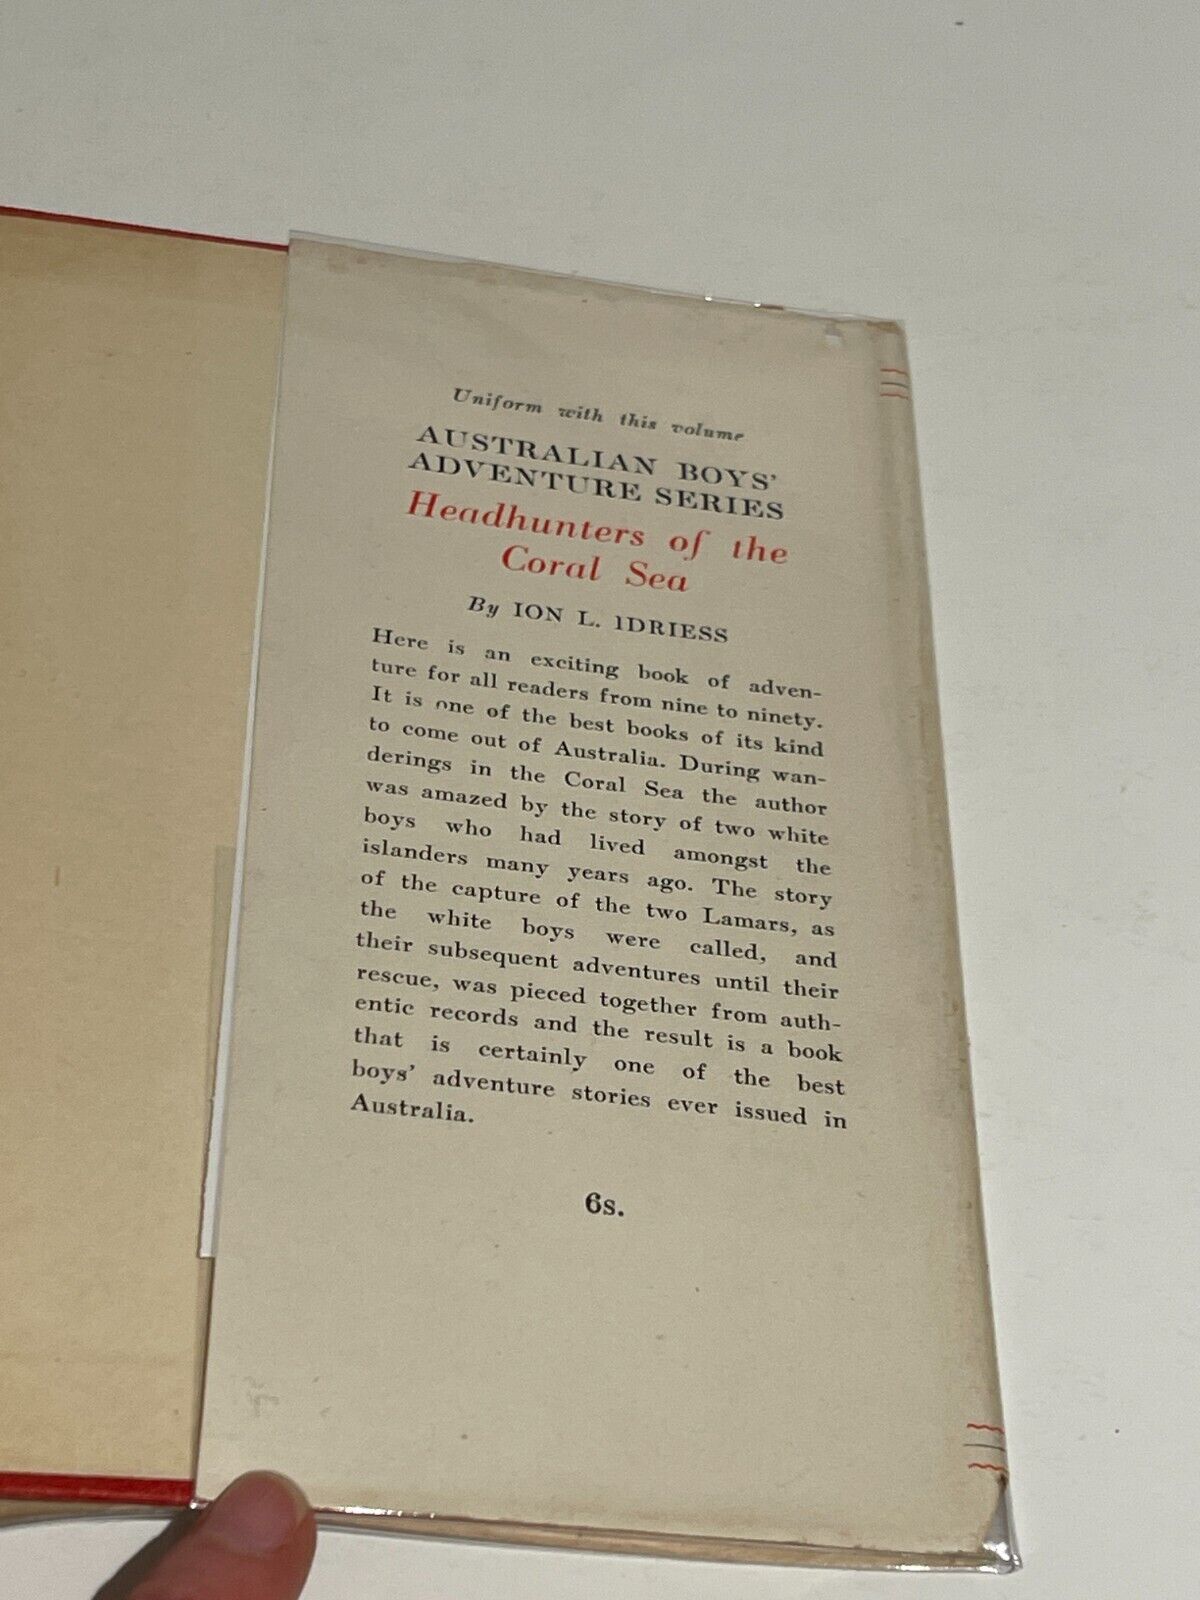 Uniform with this volume
AUSTRALIAN BOYS'
ADVENTURE SERIES
Headhunters of the
Coral Sea
By ION L. IDRIESS
Here is an exciting book of adven-
ture for all readers from nine to ninety.
It is one of the best books of its kind
to come out of Australia. During wan-
derings in the Coral Sea the author
was amazed by the story of two white
boys who had lived amongst the
islanders many years ago. The story
of the capture of the two Lamars, as
the white boys were called, and
their subsequent adventures until their
rescue, was pieced together from auth-
entic records and the result is a book
that is certainly one of the best
boys' adventure stories ever issued in
Australia.
6s.